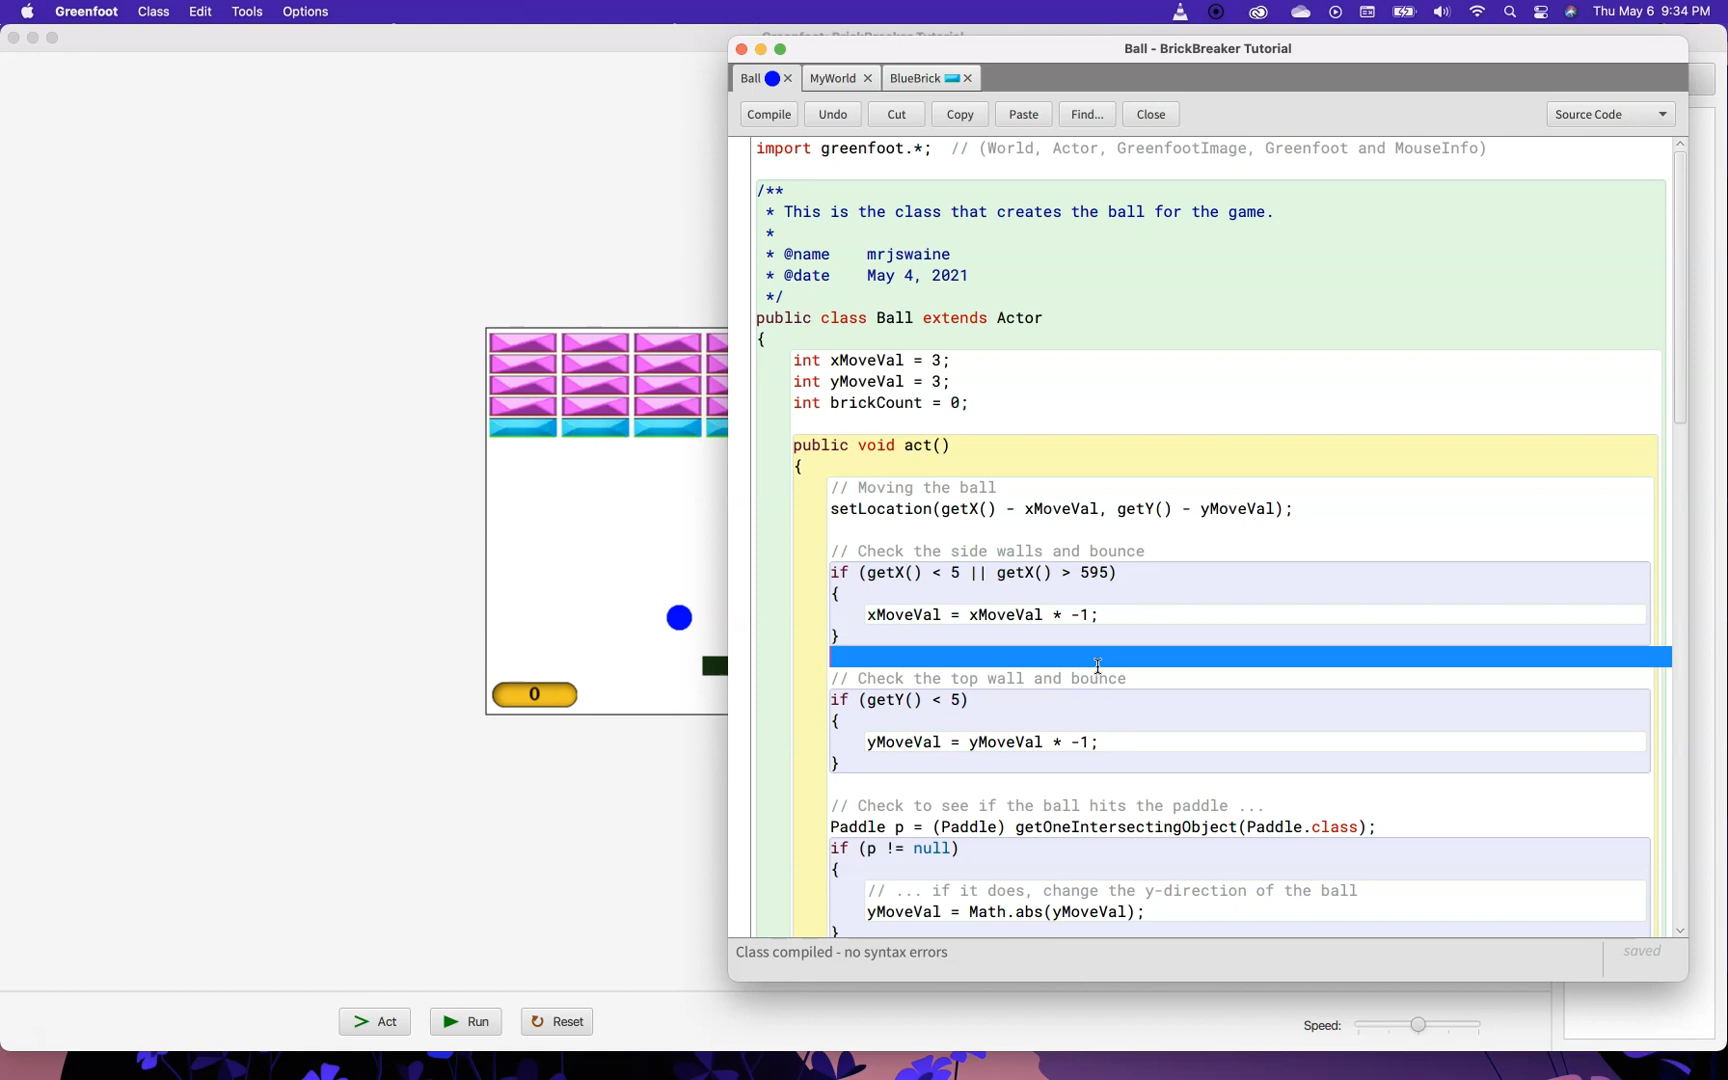 Greenfoot Class Edit Tools Options Thu May 6 9:34 PM
Greenfoot: BrickBreaker Tutorial
Ball - BrickBreaker Tutorial
Ball MyWorld BlueBrick
Compile Undo Cut Copy Paste Find... Close Source Code
import greenfoot.*; // (World, Actor, GreenfootImage, Greenfoot and MouseInfo)
/**
* This is the class that creates the ball for the game.
*
* @name mrjswaine
* @date May 4, 2021
*/
public class Ball extends Actor
{
int xMoveVal = 3;
int yMoveVal = 3;
int brickCount = 0;
public void act()
{
// Moving the ball
setLocation(getX() - xMoveVal, getY() - yMoveVal);
// Check the side walls and bounce
if (getX() < 5 || getX() > 595)
{
xMoveVal = xMoveVal * -1;
}
// Check the top wall and bounce
if (getY() < 5)
{
yMoveVal = yMoveVal * -1;
}
// Check to see if the ball hits the paddle ...
Paddle p = (Paddle) getOneIntersectingObject(Paddle.class);
if (p != null)
{
// ... if it does, change the y-direction of the ball
yMoveVal = Math.abs(yMoveVal);
}
0
Class compiled - no syntax errors
saved
Act Run Reset Speed: